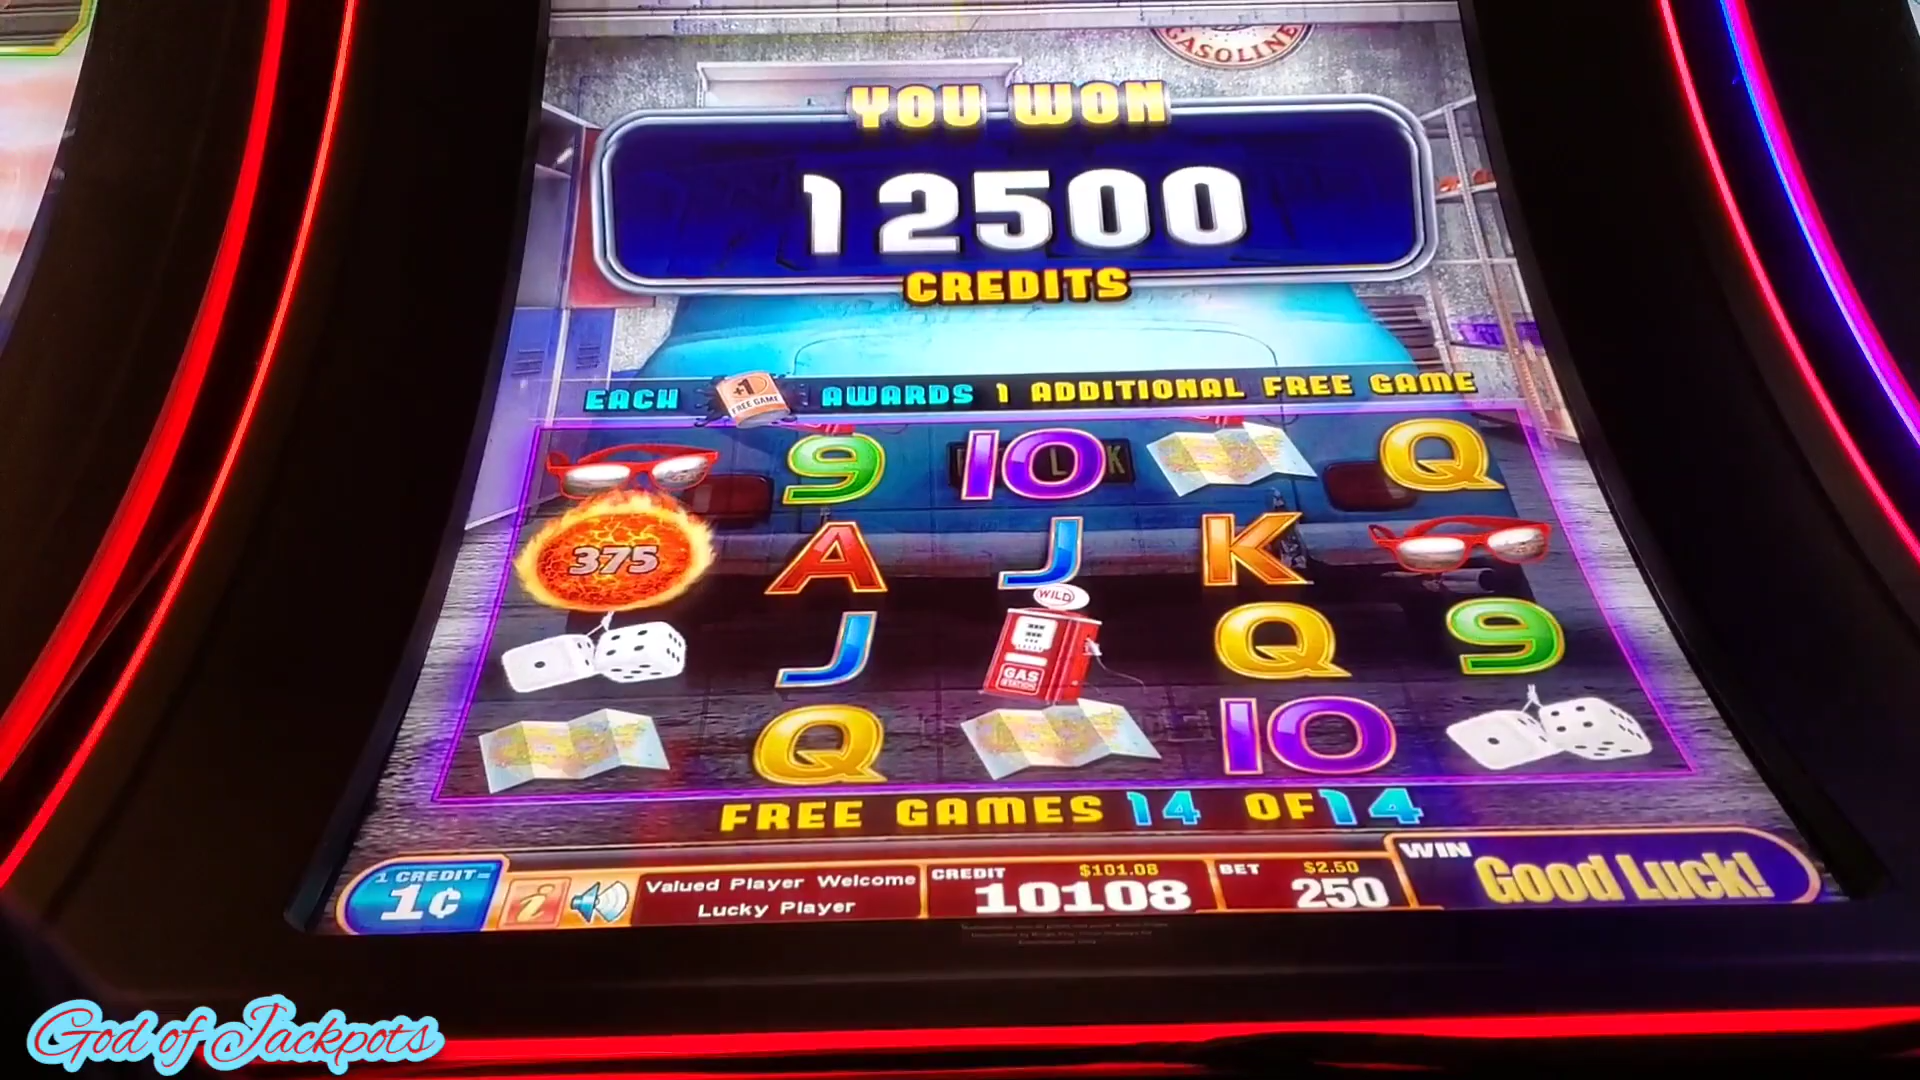 GASOLINE
YOU WON
12500
CREDITS
EACH +1 FREE GAME AWARDS 1 ADDITIONAL FREE GAME
9 10 L K Q
375 A J K
WILD
J Q 9
GAS
STATION
Q 10
FREE GAMES 14 OF 14
1 CREDIT=
1¢
i
Valued Player Welcome
Lucky Player
CREDIT $101.08
10108
BET $2.50
250
WIN
Good Luck!
God of Jackpots